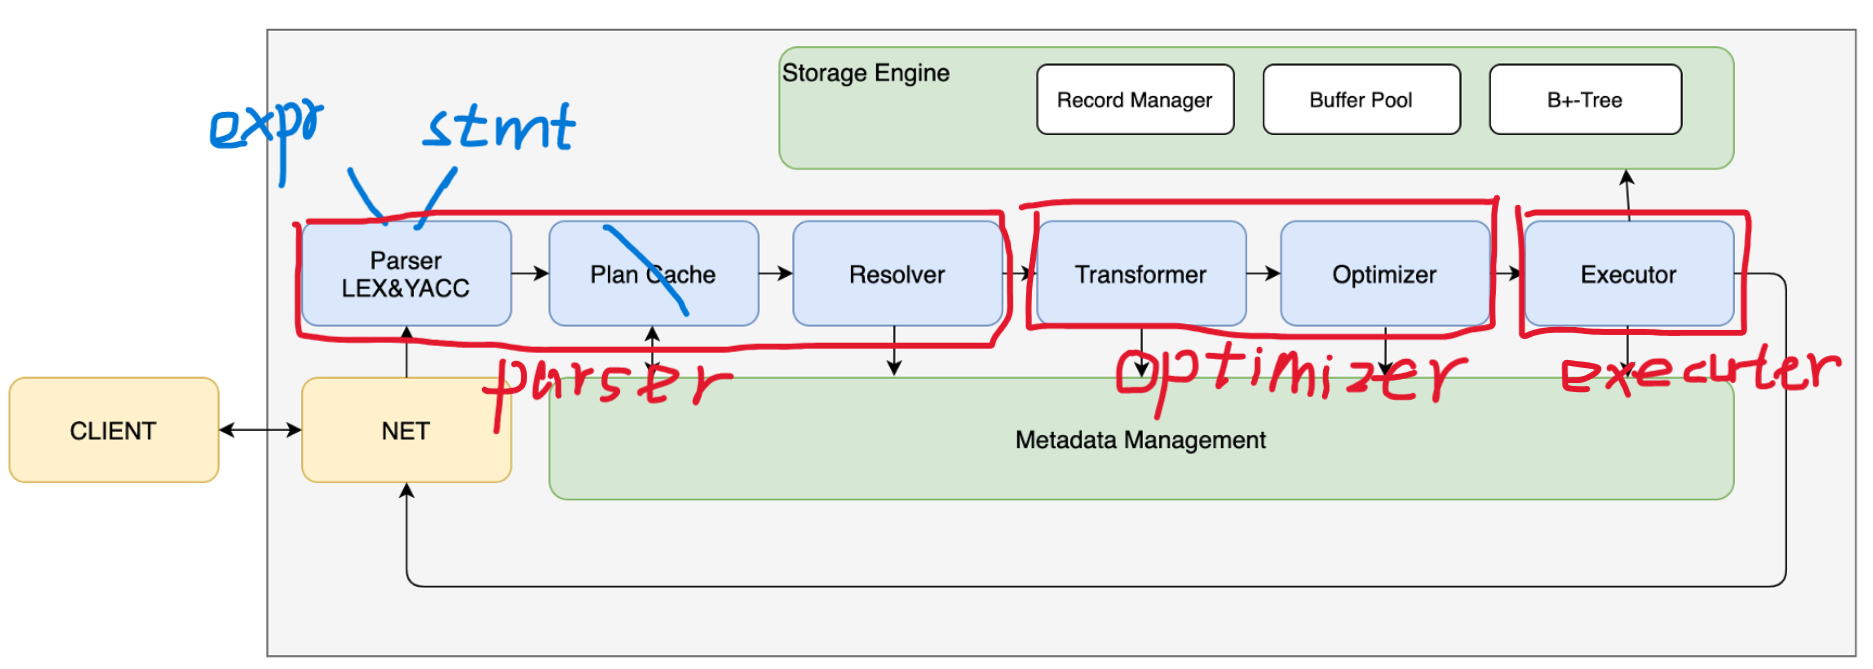 Storage Engine
Record Manager
Buffer Pool
B+-Tree
expr
stmt
Parser
LEX&YACC
Plan Cache
Resolver
Transformer
Optimizer
Executor
parser
optimizer
executer
CLIENT
NET
Metadata Management